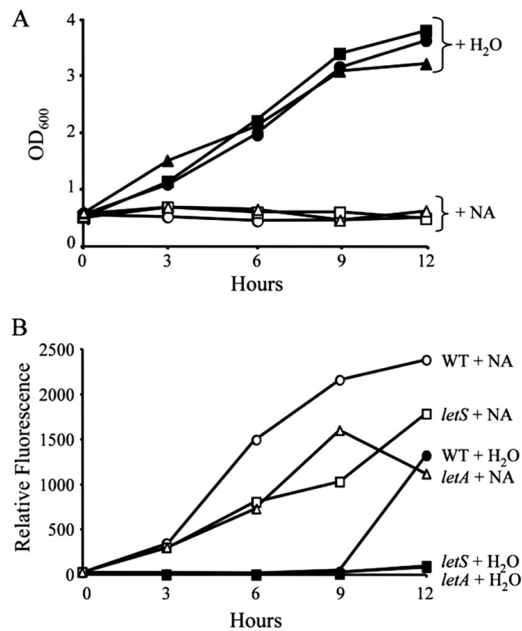 A
4
3
2
1
0
OD600
0 3 6 9 12
Hours
+ H2O
+ NA
B
2500
2000
1500
1000
500
0
Relative Fluorescence
0 3 6 9 12
Hours
WT + NA
letS + NA
WT + H2O
letA + NA
letS + H2O
letA + H2O